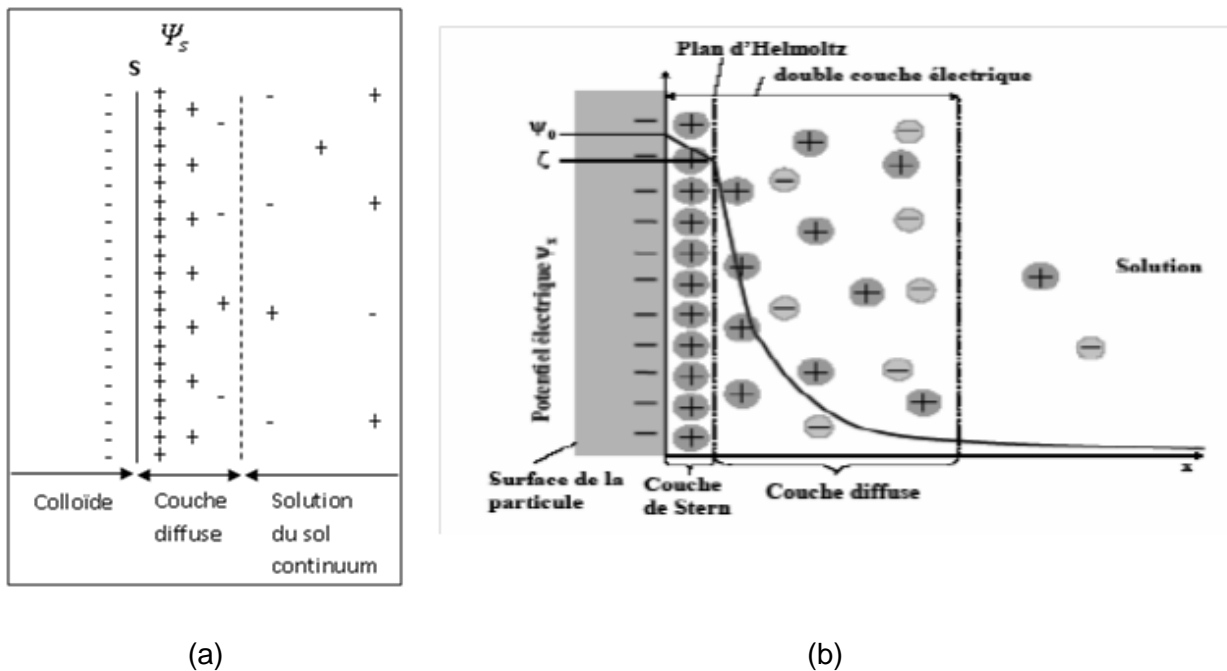 Ψs
S
Colloïde
Couche
diffuse
Solution
du sol
continuum
(a)
Plan d'Helmoltz
double couche électrique
Ψ0
ζ
Potentiel électrique Ψx
Solution
x
Surface de la
particule
Couche
de Stern
Couche diffuse
(b)